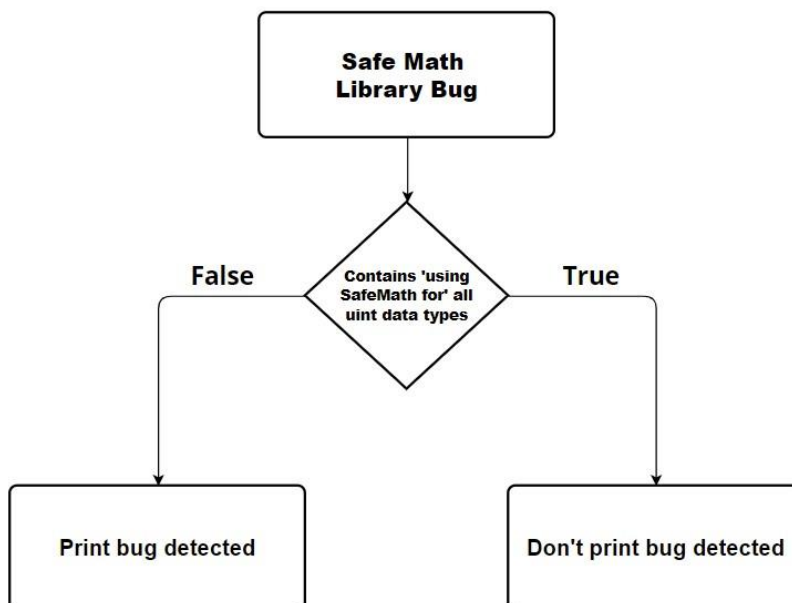 Safe Math
Library Bug
False
Contains 'using
SafeMath for' all
uint data types
True
Print bug detected
Don't print bug detected